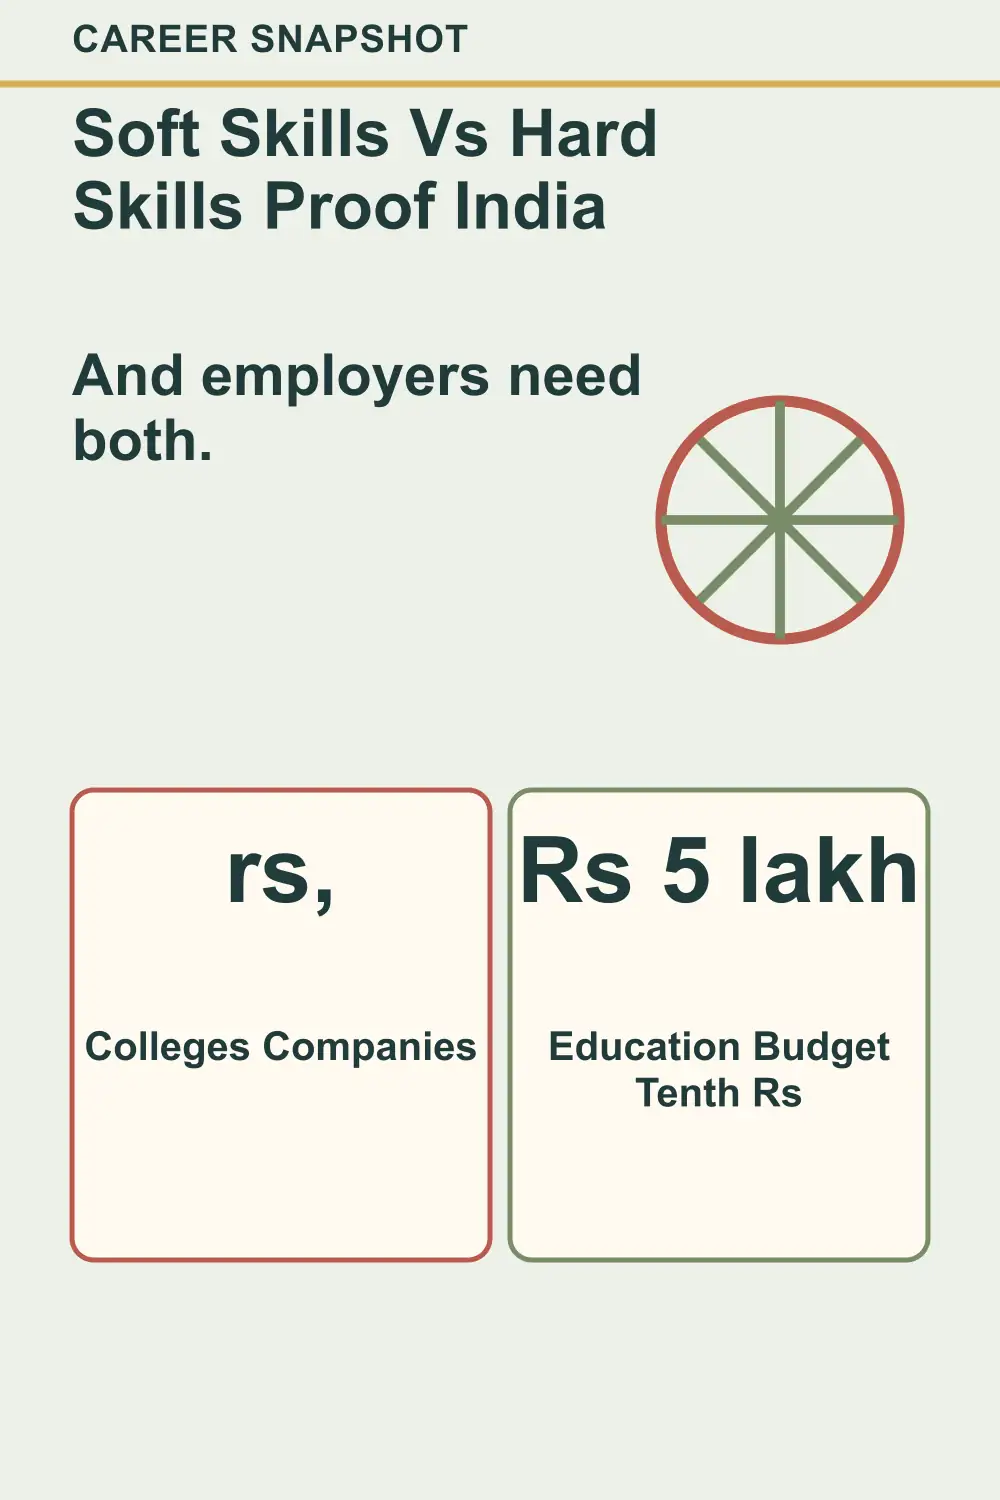 CAREER SNAPSHOT
Soft Skills Vs Hard
Skills Proof India
And employers need
both.
rs,
Colleges Companies
Rs 5 lakh
Education Budget
Tenth Rs